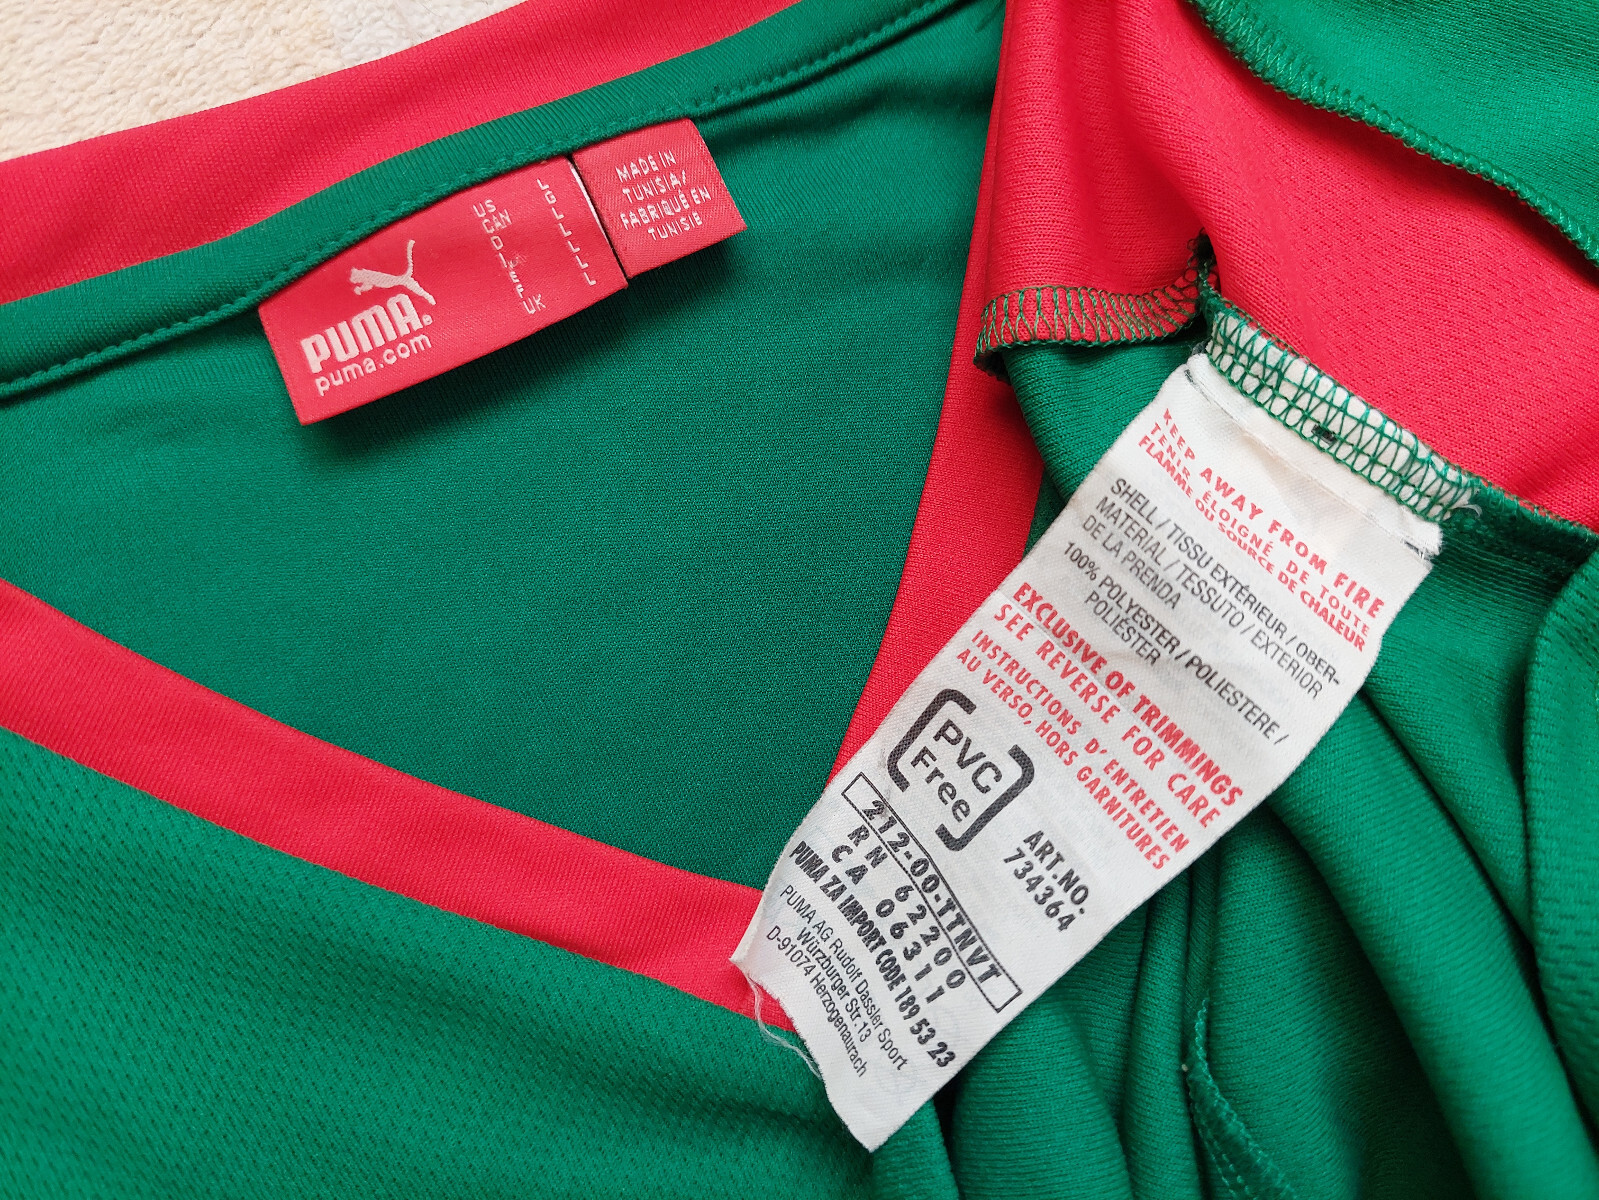 PUMA®
puma.com
US LG
CAN L
D L
I L
E L
F L
UK L
MADE IN
TUNISIA/
FABRIQUÉ EN
TUNISIE
KEEP AWAY FROM FIRE
TENIR ÉLOIGNÉ DE TOUTE
FLAMME OU SOURCE DE CHALEUR
SHELL / TISSU EXTÉRIEUR / OBER-
MATERIAL / TESSUTO / EXTERIOR
DE LA PRENDA
100% POLYESTER / POLIESTERE /
POLIÉSTER
EXCLUSIVE OF TRIMMINGS
SEE REVERSE FOR CARE
INSTRUCTIONS D'ENTRETIEN
AU VERSO, HORS GARNITURES
PVC
Free
ART.NO.
734364
212-00-TTNVT
RN 62200
CA 06311
PUMA ZA IMPORT CODE 189 53 23
PUMA AG Rudolf Dassler Sport
Würzburger Str.13
D-91074 Herzogenaurach